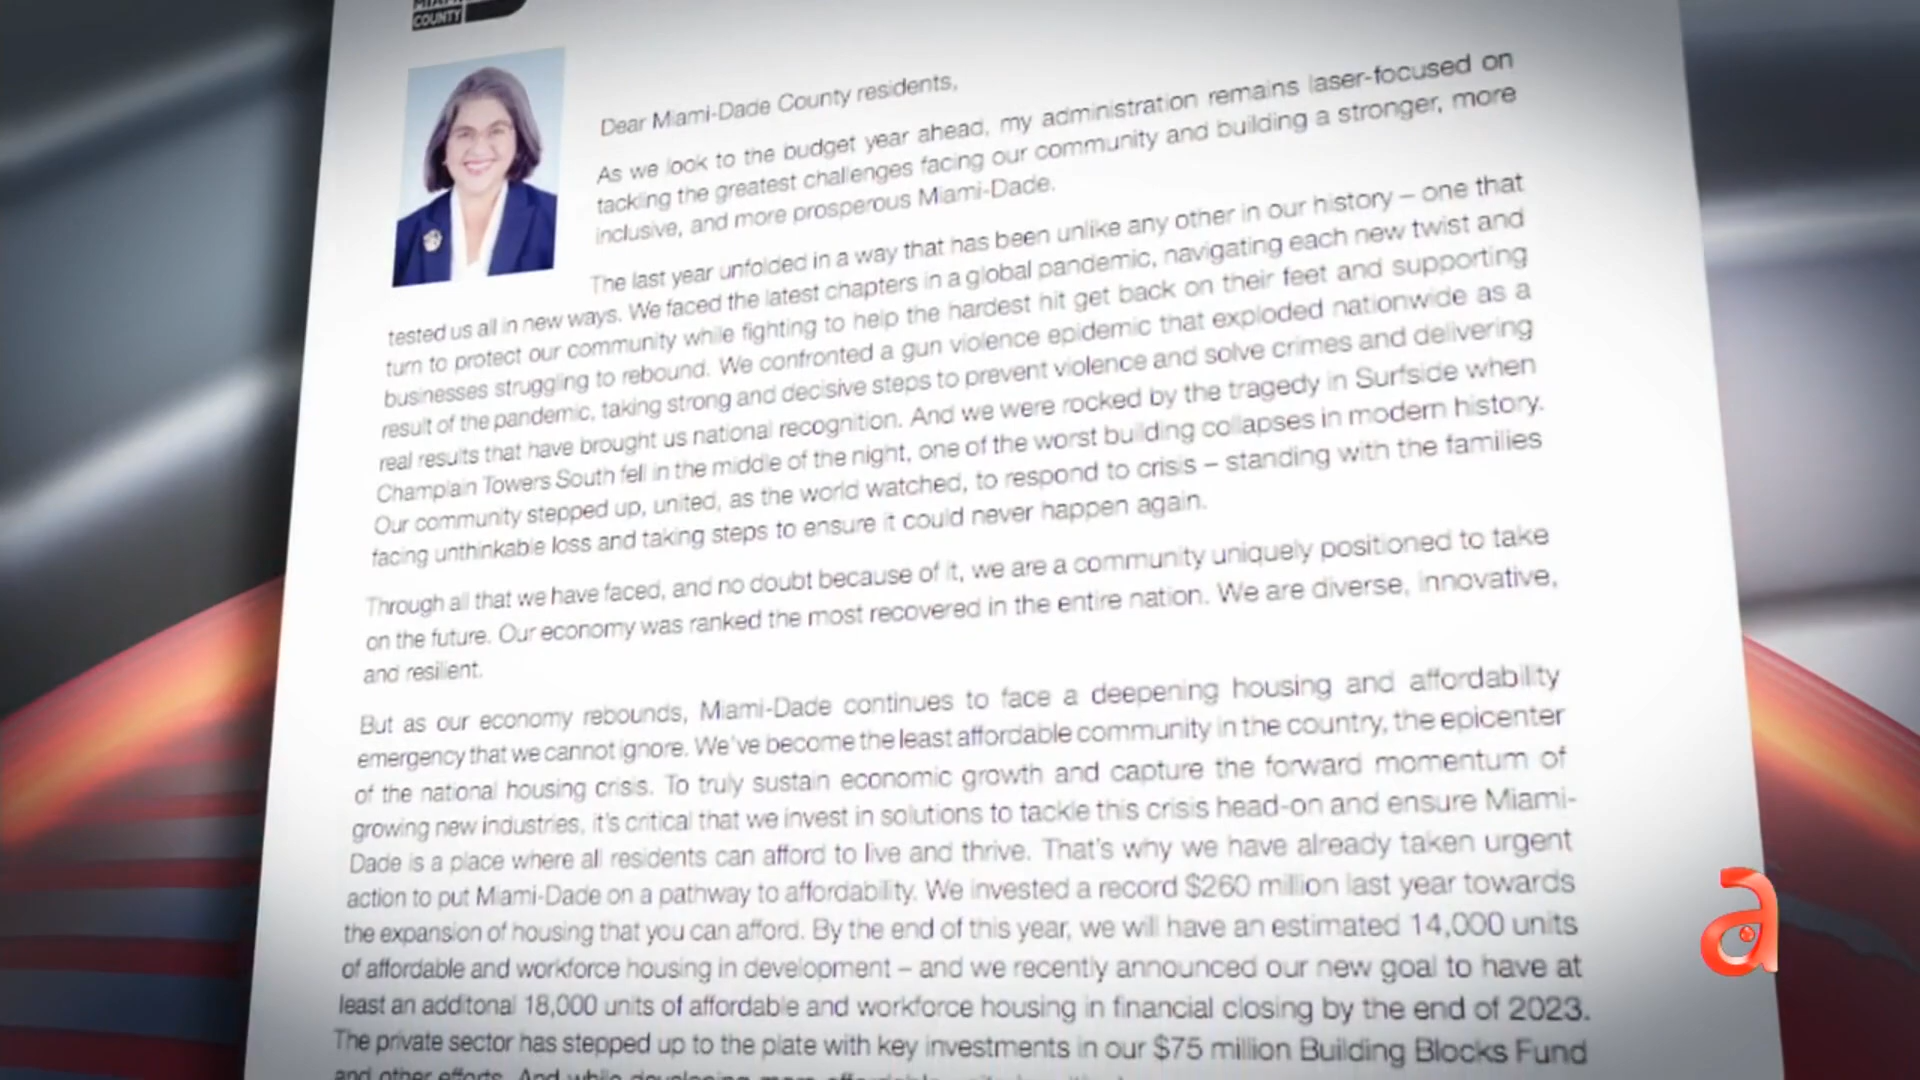 COUNTY
Dear Miami-Dade County residents,
As we look to the budget year ahead, my administration remains laser-focused on
tackling the greatest challenges facing our community and building a stronger, more
inclusive, and more prosperous Miami-Dade.
The last year unfolded in a way that has been unlike any other in our history – one that
tested us all in new ways. We faced the latest chapters in a global pandemic, navigating each new twist and
turn to protect our community while fighting to help the hardest hit get back on their feet and supporting
businesses struggling to rebound. We confronted a gun violence epidemic that exploded nationwide as a
result of the pandemic, taking strong and decisive steps to prevent violence and solve crimes and delivering
real results that have brought us national recognition. And we were rocked by the tragedy in Surfside when
Champlain Towers South fell in the middle of the night, one of the worst building collapses in modern history.
Our community stepped up, united, as the world watched, to respond to crisis – standing with the families
facing unthinkable loss and taking steps to ensure it could never happen again.
Through all that we have faced, and no doubt because of it, we are a community uniquely positioned to take
on the future. Our economy was ranked the most recovered in the entire nation. We are diverse, innovative,
and resilient.
But as our economy rebounds, Miami-Dade continues to face a deepening housing and affordability
emergency that we cannot ignore. We've become the least affordable community in the country, the epicenter
of the national housing crisis. To truly sustain economic growth and capture the forward momentum of
growing new industries, it's critical that we invest in solutions to tackle this crisis head-on and ensure Miami-
Dade is a place where all residents can afford to live and thrive. That's why we have already taken urgent
action to put Miami-Dade on a pathway to affordability. We invested a record $260 million last year towards
the expansion of housing that you can afford. By the end of this year, we will have an estimated 14,000 units
of affordable and workforce housing in development – and we recently announced our new goal to have at
least an additonal 18,000 units of affordable and workforce housing in financial closing by the end of 2023.
The private sector has stepped up to the plate with key investments in our $75 million Building Blocks Fund
and other efforts. And while developing more affordable
a